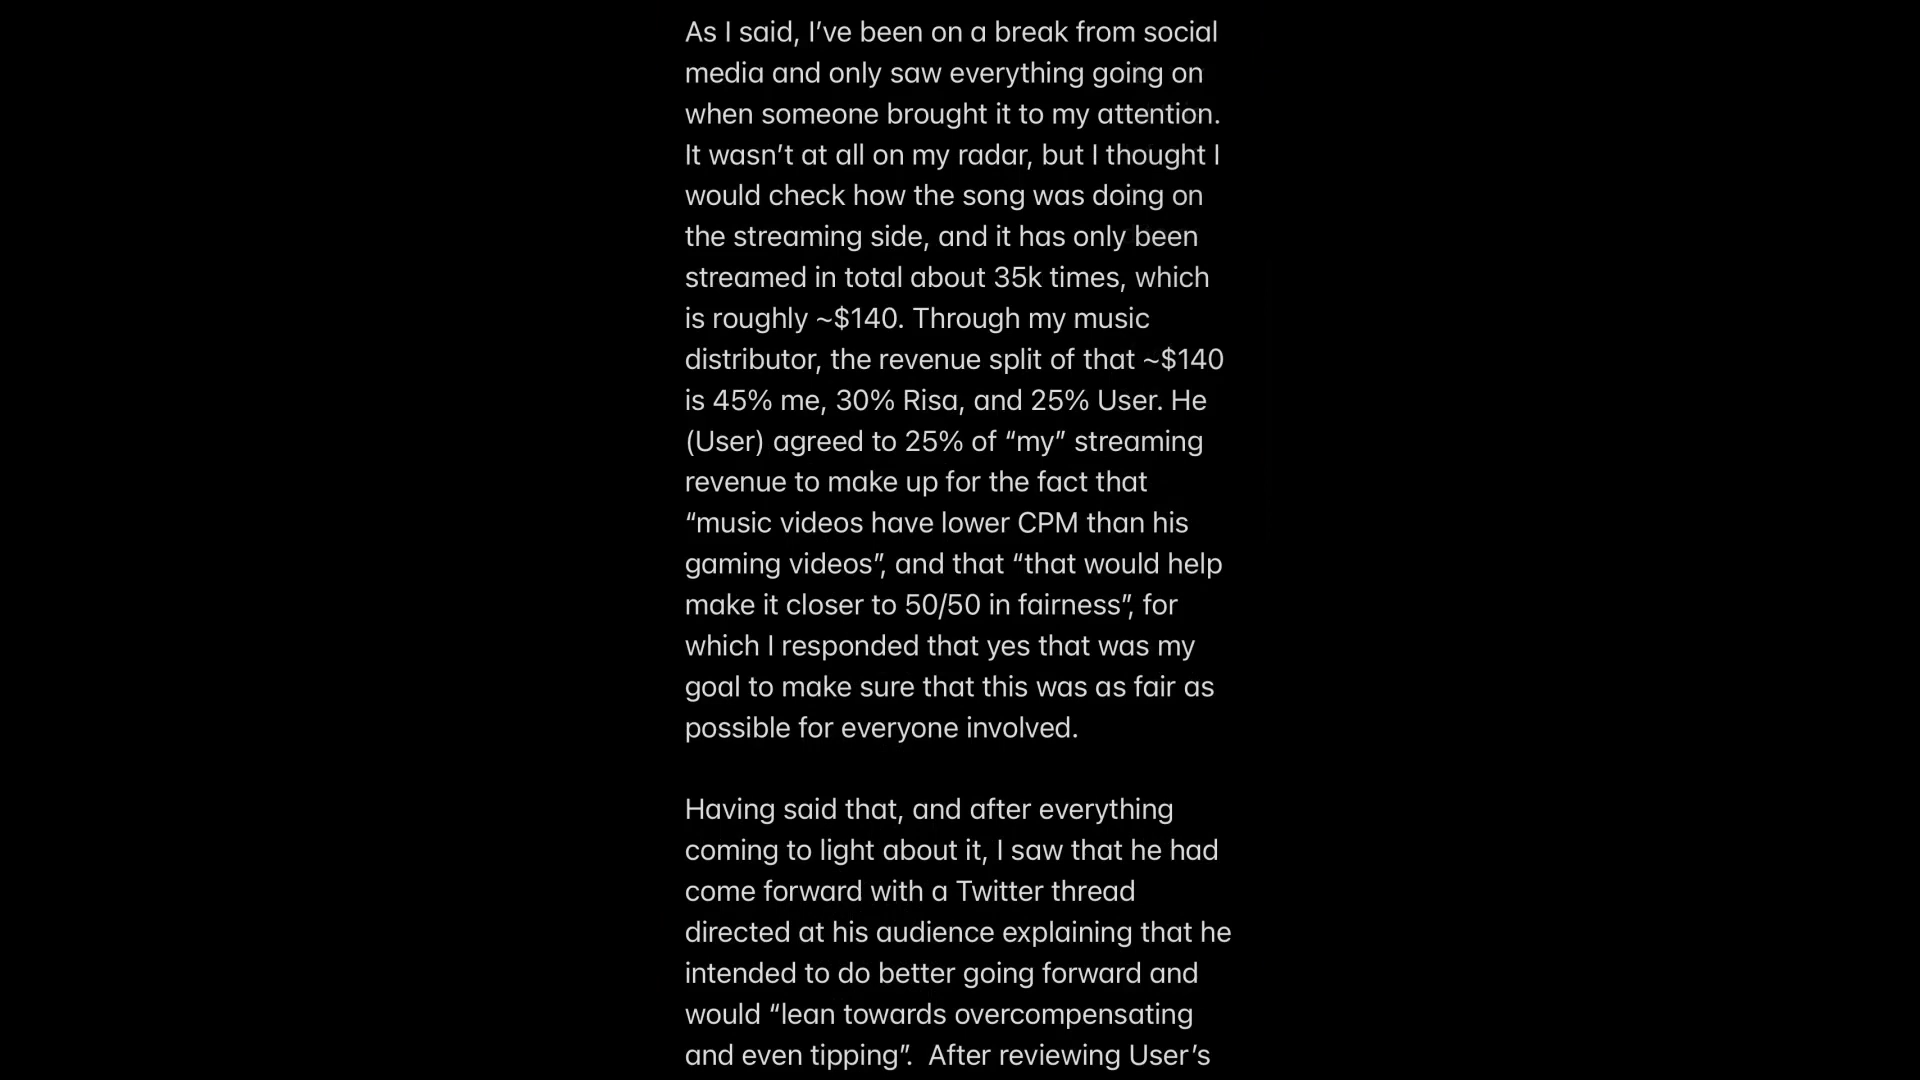 As I said, I’ve been on a break from social
media and only saw everything going on
when someone brought it to my attention.
It wasn’t at all on my radar, but I thought I
would check how the song was doing on
the streaming side, and it has only been
streamed in total about 35k times, which
is roughly ~$140. Through my music
distributor, the revenue split of that ~$140
is 45% me, 30% Risa, and 25% User. He
(User) agreed to 25% of “my” streaming
revenue to make up for the fact that
“music videos have lower CPM than his
gaming videos”, and that “that would help
make it closer to 50/50 in fairness”, for
which I responded that yes that was my
goal to make sure that this was as fair as
possible for everyone involved.
Having said that, and after everything
coming to light about it, I saw that he had
come forward with a Twitter thread
directed at his audience explaining that he
intended to do better going forward and
would “lean towards overcompensating
and even tipping”.  After reviewing User’s